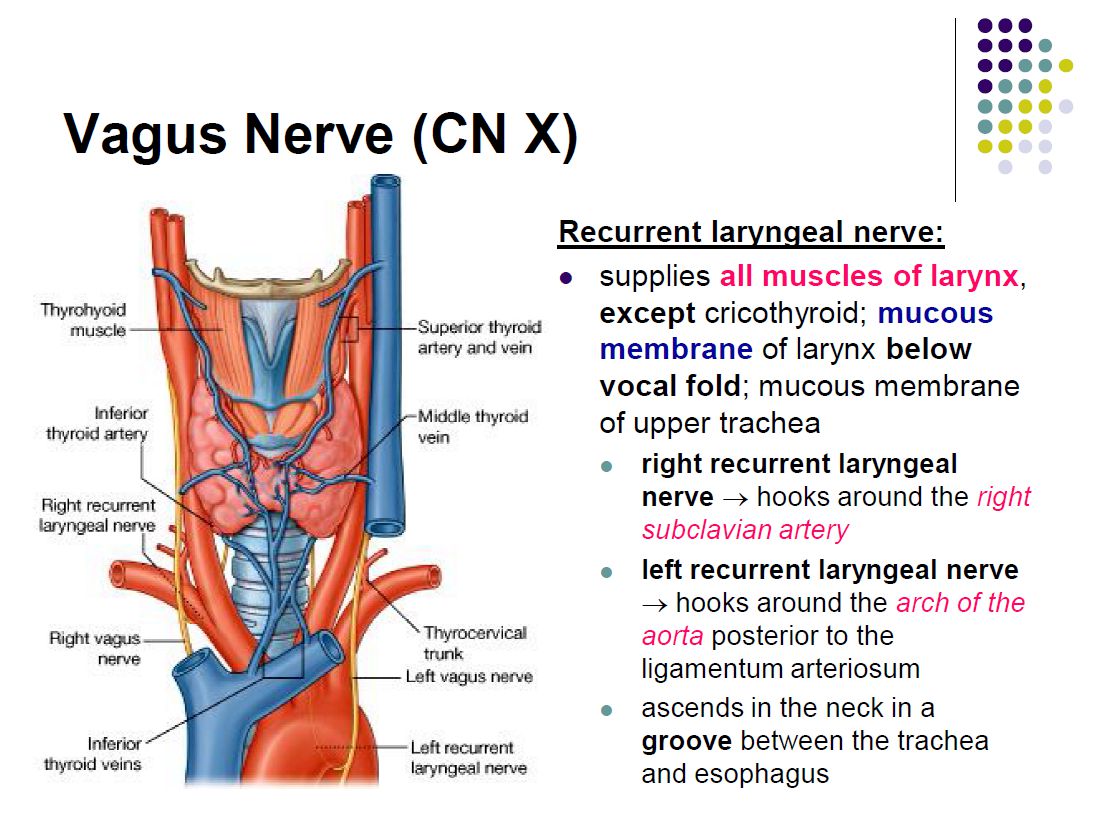 Vagus Nerve (CN X)
Thyrohyoid
muscle
Inferior
thyroid artery
Right recurrent
laryngeal nerve
Right vagus
nerve
Inferior
thyroid veins
Superior thyroid
artery and vein
Middle thyroid
vein
Thyrocervical
trunk
Left vagus nerve
Left recurrent
laryngeal nerve
Recurrent laryngeal nerve:
supplies all muscles of larynx,
except cricothyroid; mucous
membrane of larynx below
vocal fold; mucous membrane
of upper trachea
right recurrent laryngeal
nerve → hooks around the right
subclavian artery
left recurrent laryngeal nerve
→ hooks around the arch of the
aorta posterior to the
ligamentum arteriosum
ascends in the neck in a
groove between the trachea
and esophagus